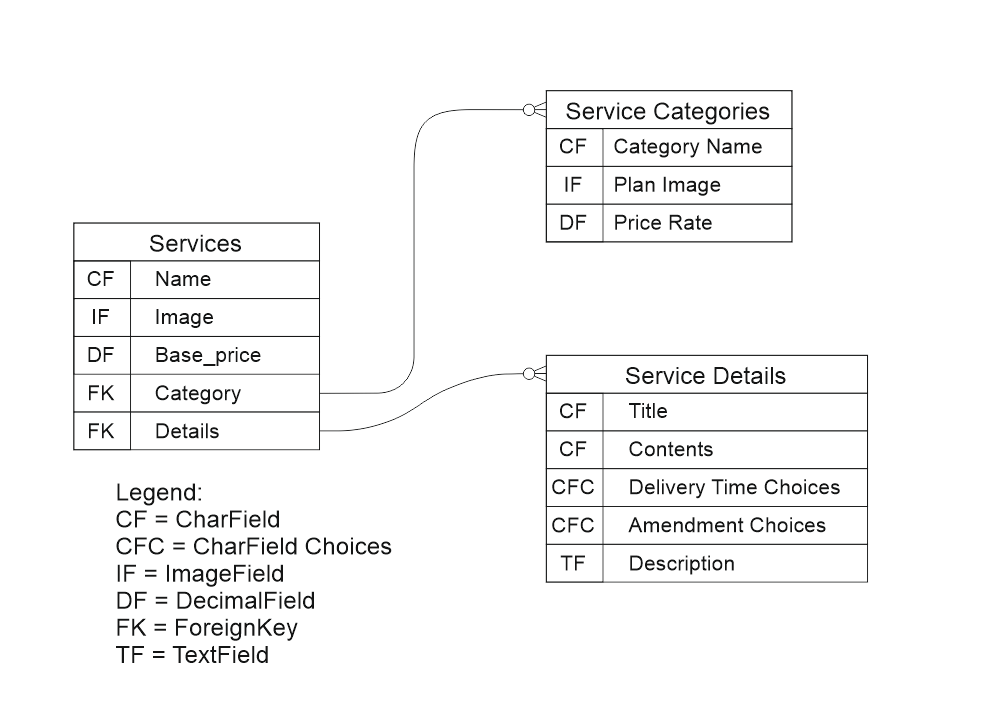 Service Categories
CF Category Name
IF Plan Image
DF Price Rate
Services
CF Name
IF Image
DF Base_price
FK Category
FK Details
Service Details
CF Title
CF Contents
CFC Delivery Time Choices
CFC Amendment Choices
TF Description
Legend:
CF = CharField
CFC = CharField Choices
IF = ImageField
DF = DecimalField
FK = ForeignKey
TF = TextField